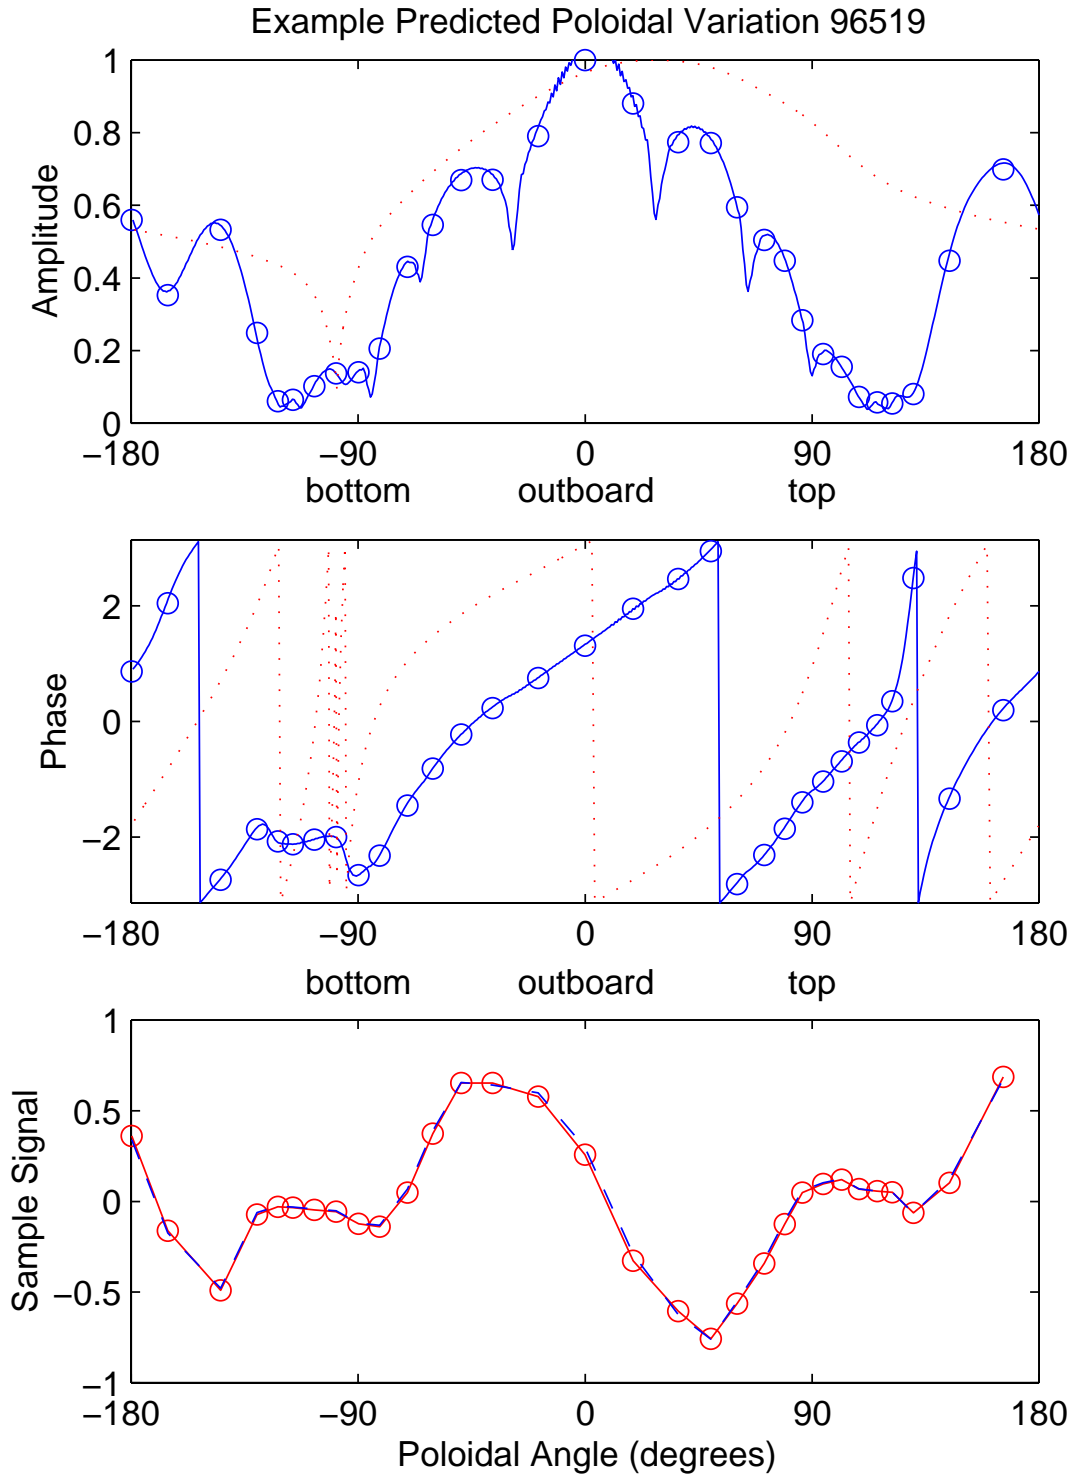 Example Predicted Poloidal Variation 96519
1
0.8
0.6
0.4
0.2
0
Amplitude
−180 −90 0 90 180
bottom outboard top
2
0
−2
Phase
−180 −90 0 90 180
bottom outboard top
1
0.5
0
−0.5
−1
Sample Signal
−180 −90 0 90 180
Poloidal Angle (degrees)